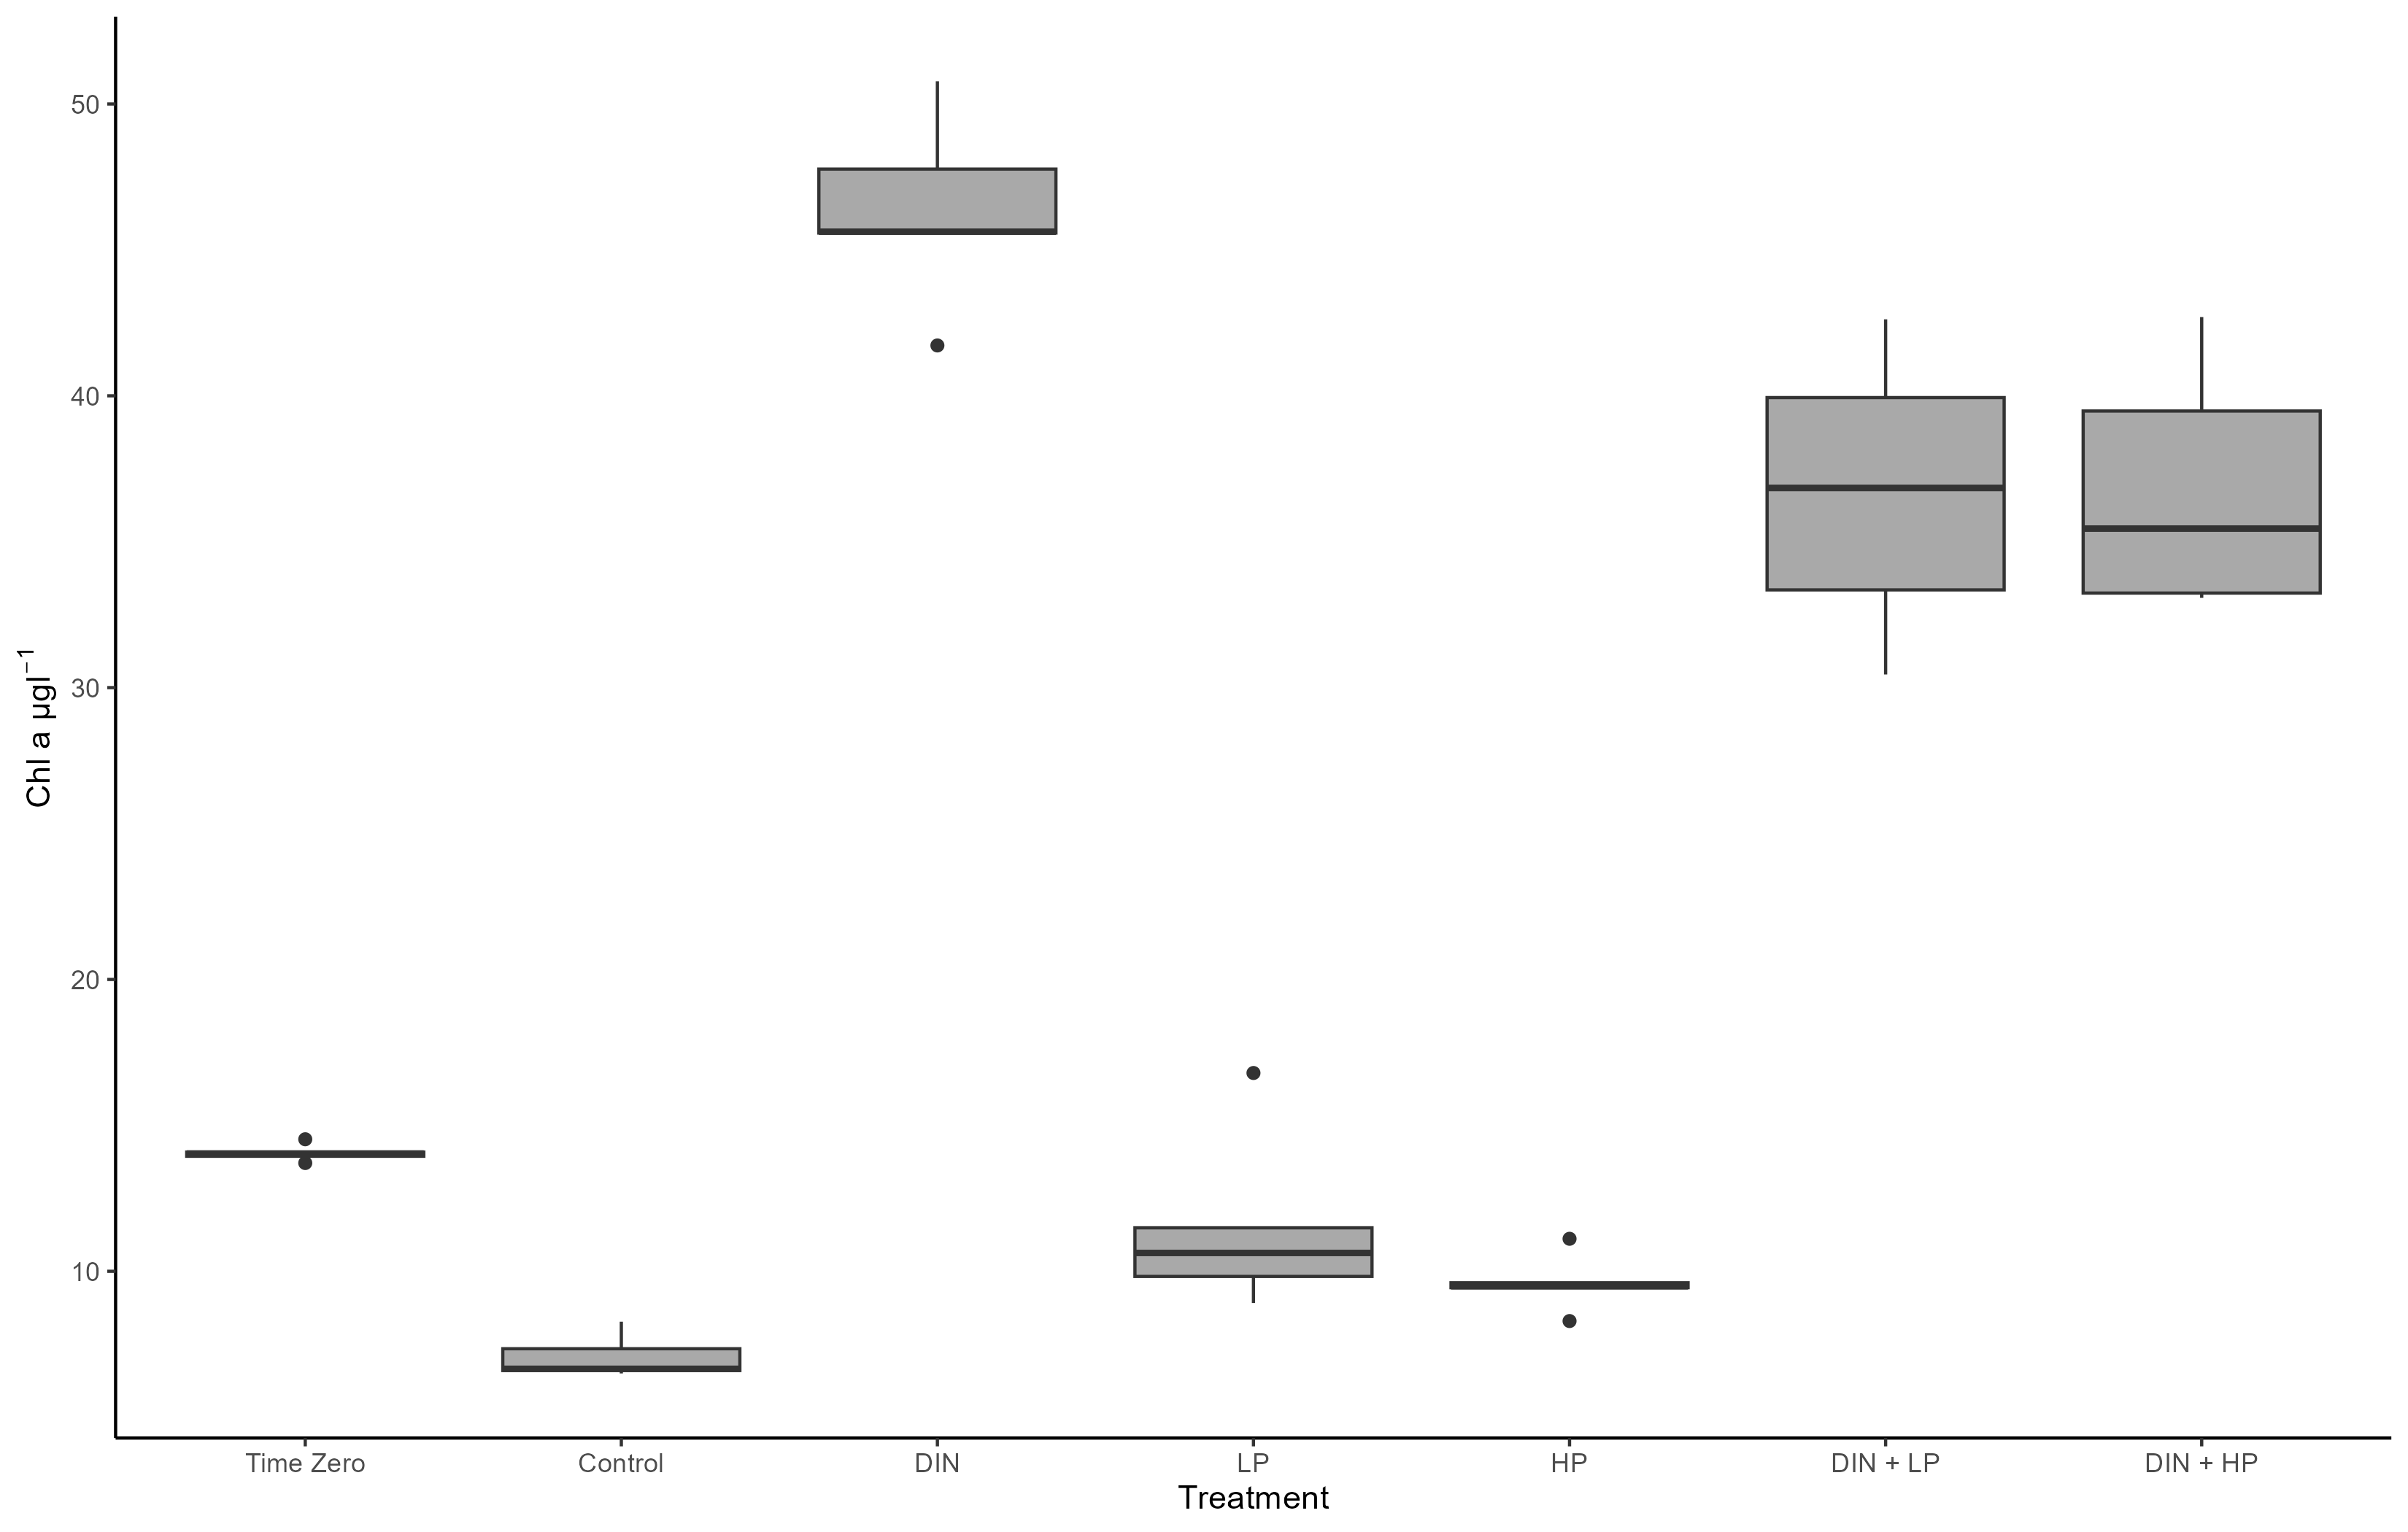 50
40
30
20
10
Chl a µgl⁻¹
Time Zero Control DIN LP HP DIN + LP DIN + HP
Treatment